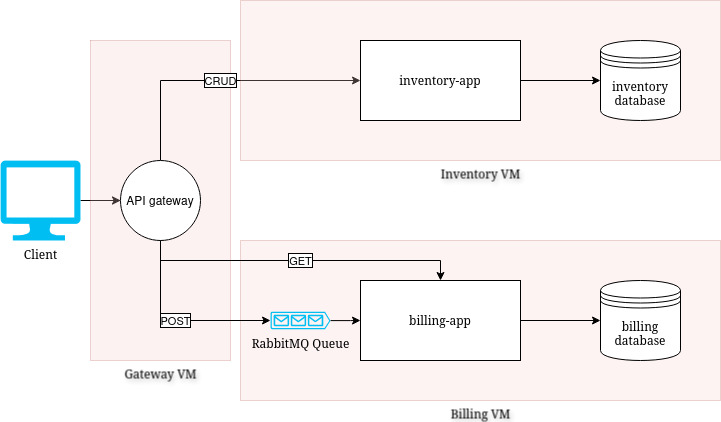 CRUD
inventory-app
inventory
database
Inventory VM
API gateway
Client
GET
POST
RabbitMQ Queue
billing-app
billing
database
Gateway VM
Billing VM